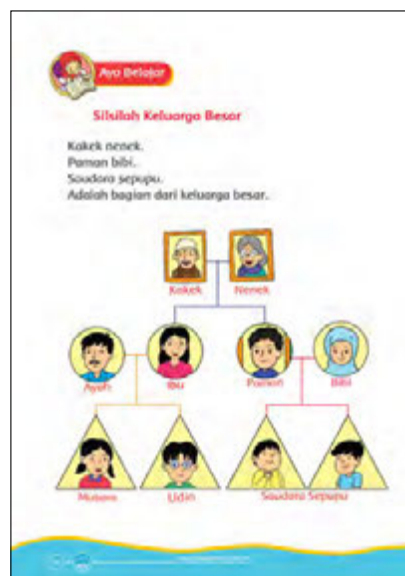 Ayo Belajar
Silsilah Keluarga Besar
Kakek nenek.
Paman bibi.
Saudara sepupu.
Adalah bagian dari keluarga besar.
Kakek Nenek
Ayah Ibu Paman Bibi
Udin Saudara Sepupu